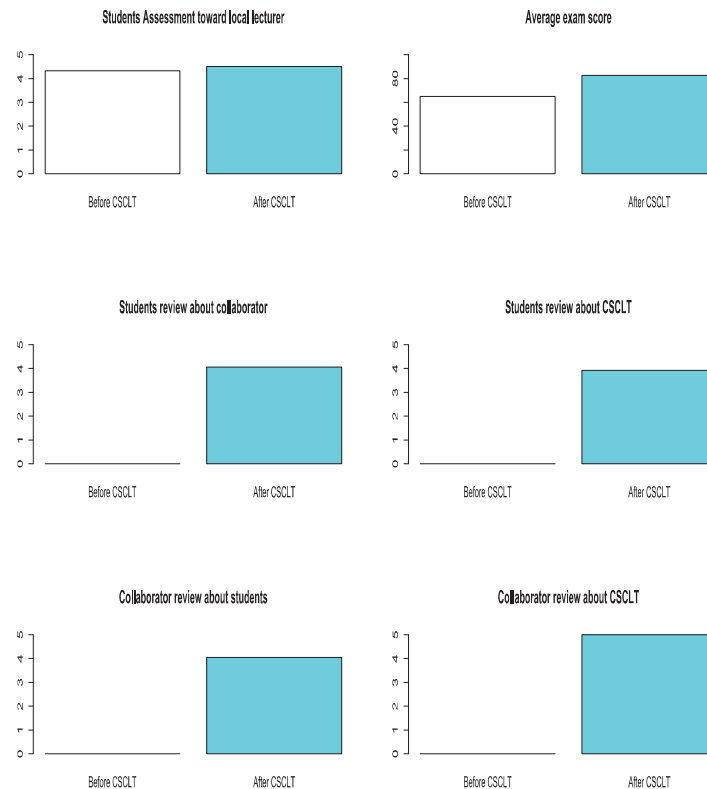 Students Assessment toward local lecturer
5
4
3
2
1
0
Before CSCLT After CSCLT
Average exam score
80
40
0
Before CSCLT After CSCLT
Students review about collaborator
5
4
3
2
1
0
Before CSCLT After CSCLT
Students review about CSCLT
5
4
3
2
1
0
Before CSCLT After CSCLT
Collaborator review about students
5
4
3
2
1
0
Before CSCLT After CSCLT
Collaborator review about CSCLT
5
4
3
2
1
0
Before CSCLT After CSCLT